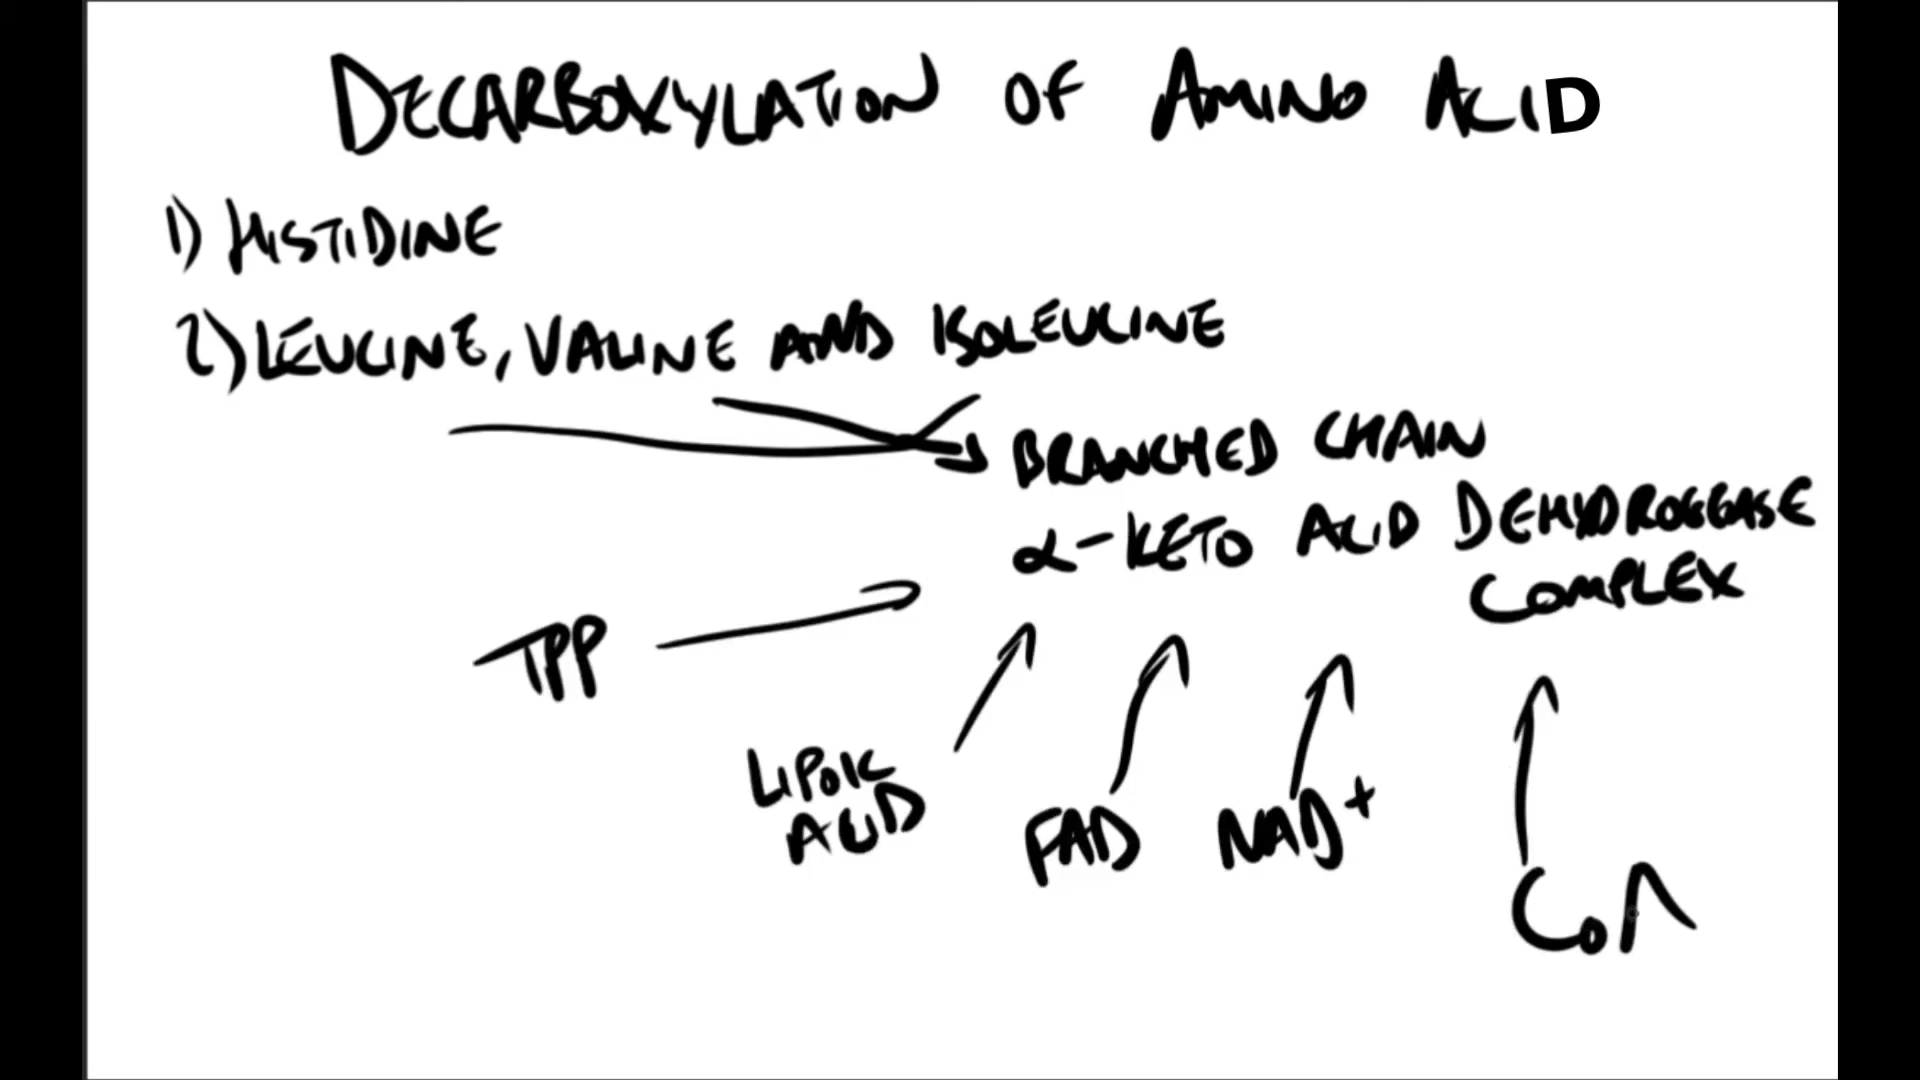 DECARBOXYLATION OF AMINO ACID
1) HISTIDINE
2) LEUCINE, VALINE AND ISOLEUCINE
BRANCHED CHAIN
α-KETO ACID DEHYDROGEASE
COMPLEX
TPP
LIPOIC
ACID
FAD
NAD+
CoA